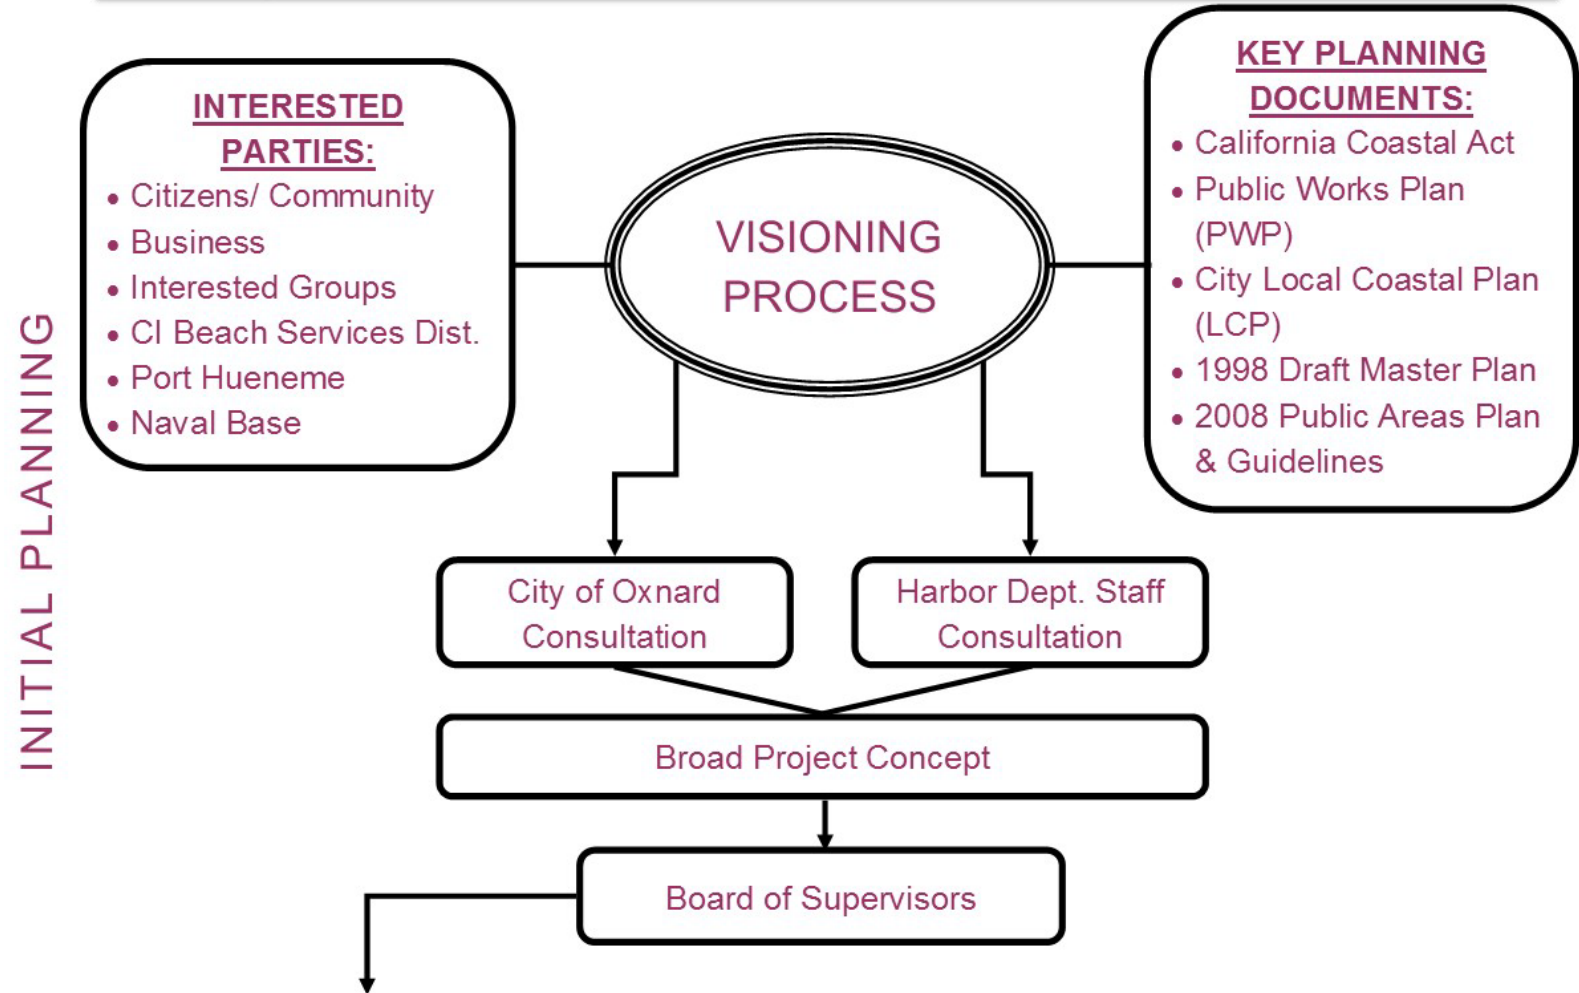 INITIAL PLANNING
INTERESTED
PARTIES:
• Citizens/ Community
• Business
• Interested Groups
• CI Beach Services Dist.
• Port Hueneme
• Naval Base
VISIONING
PROCESS
KEY PLANNING
DOCUMENTS:
• California Coastal Act
• Public Works Plan
(PWP)
• City Local Coastal Plan
(LCP)
• 1998 Draft Master Plan
• 2008 Public Areas Plan
& Guidelines
City of Oxnard
Consultation
Harbor Dept. Staff
Consultation
Broad Project Concept
Board of Supervisors